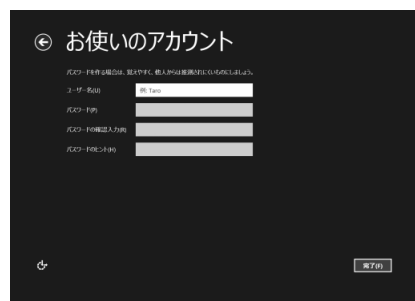 お使いのアカウント
パスワードを作る場合は、覚えやすく、他人からは推測されにくいものにしましょう。
ユーザー名(U)
例: Taro
パスワード(P)
パスワードの確認入力(R)
パスワードのヒント(H)
完了(F)